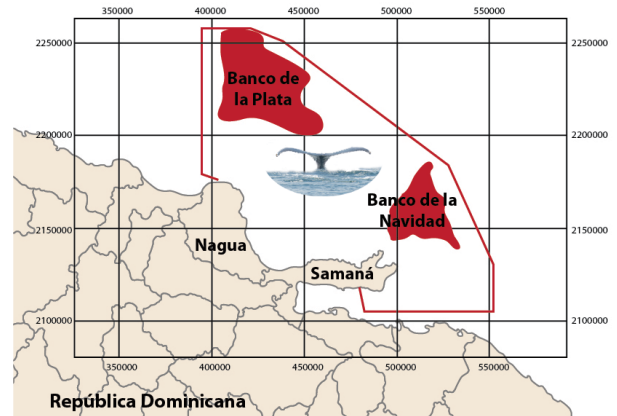 350000 400000 450000 500000 550000
2250000 2250000
Banco de
la Plata
2200000 2200000
Banco de la
Navidad
2150000 2150000
Nagua
Samaná
2100000 2100000
350000 400000 450000 500000 550000
República Dominicana